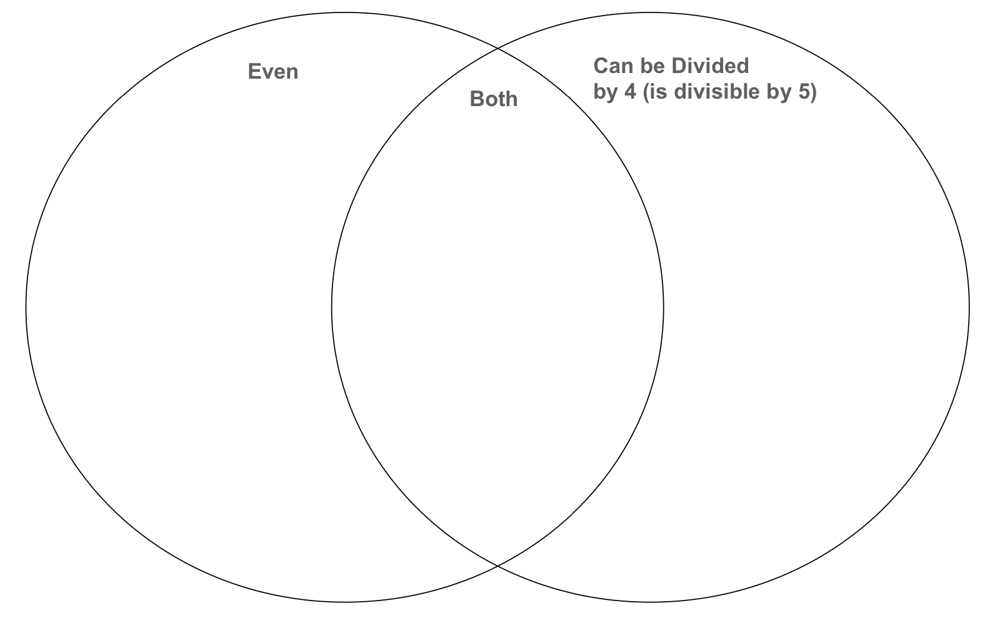 Even
Both
Can be Divided
by 4 (is divisible by 5)